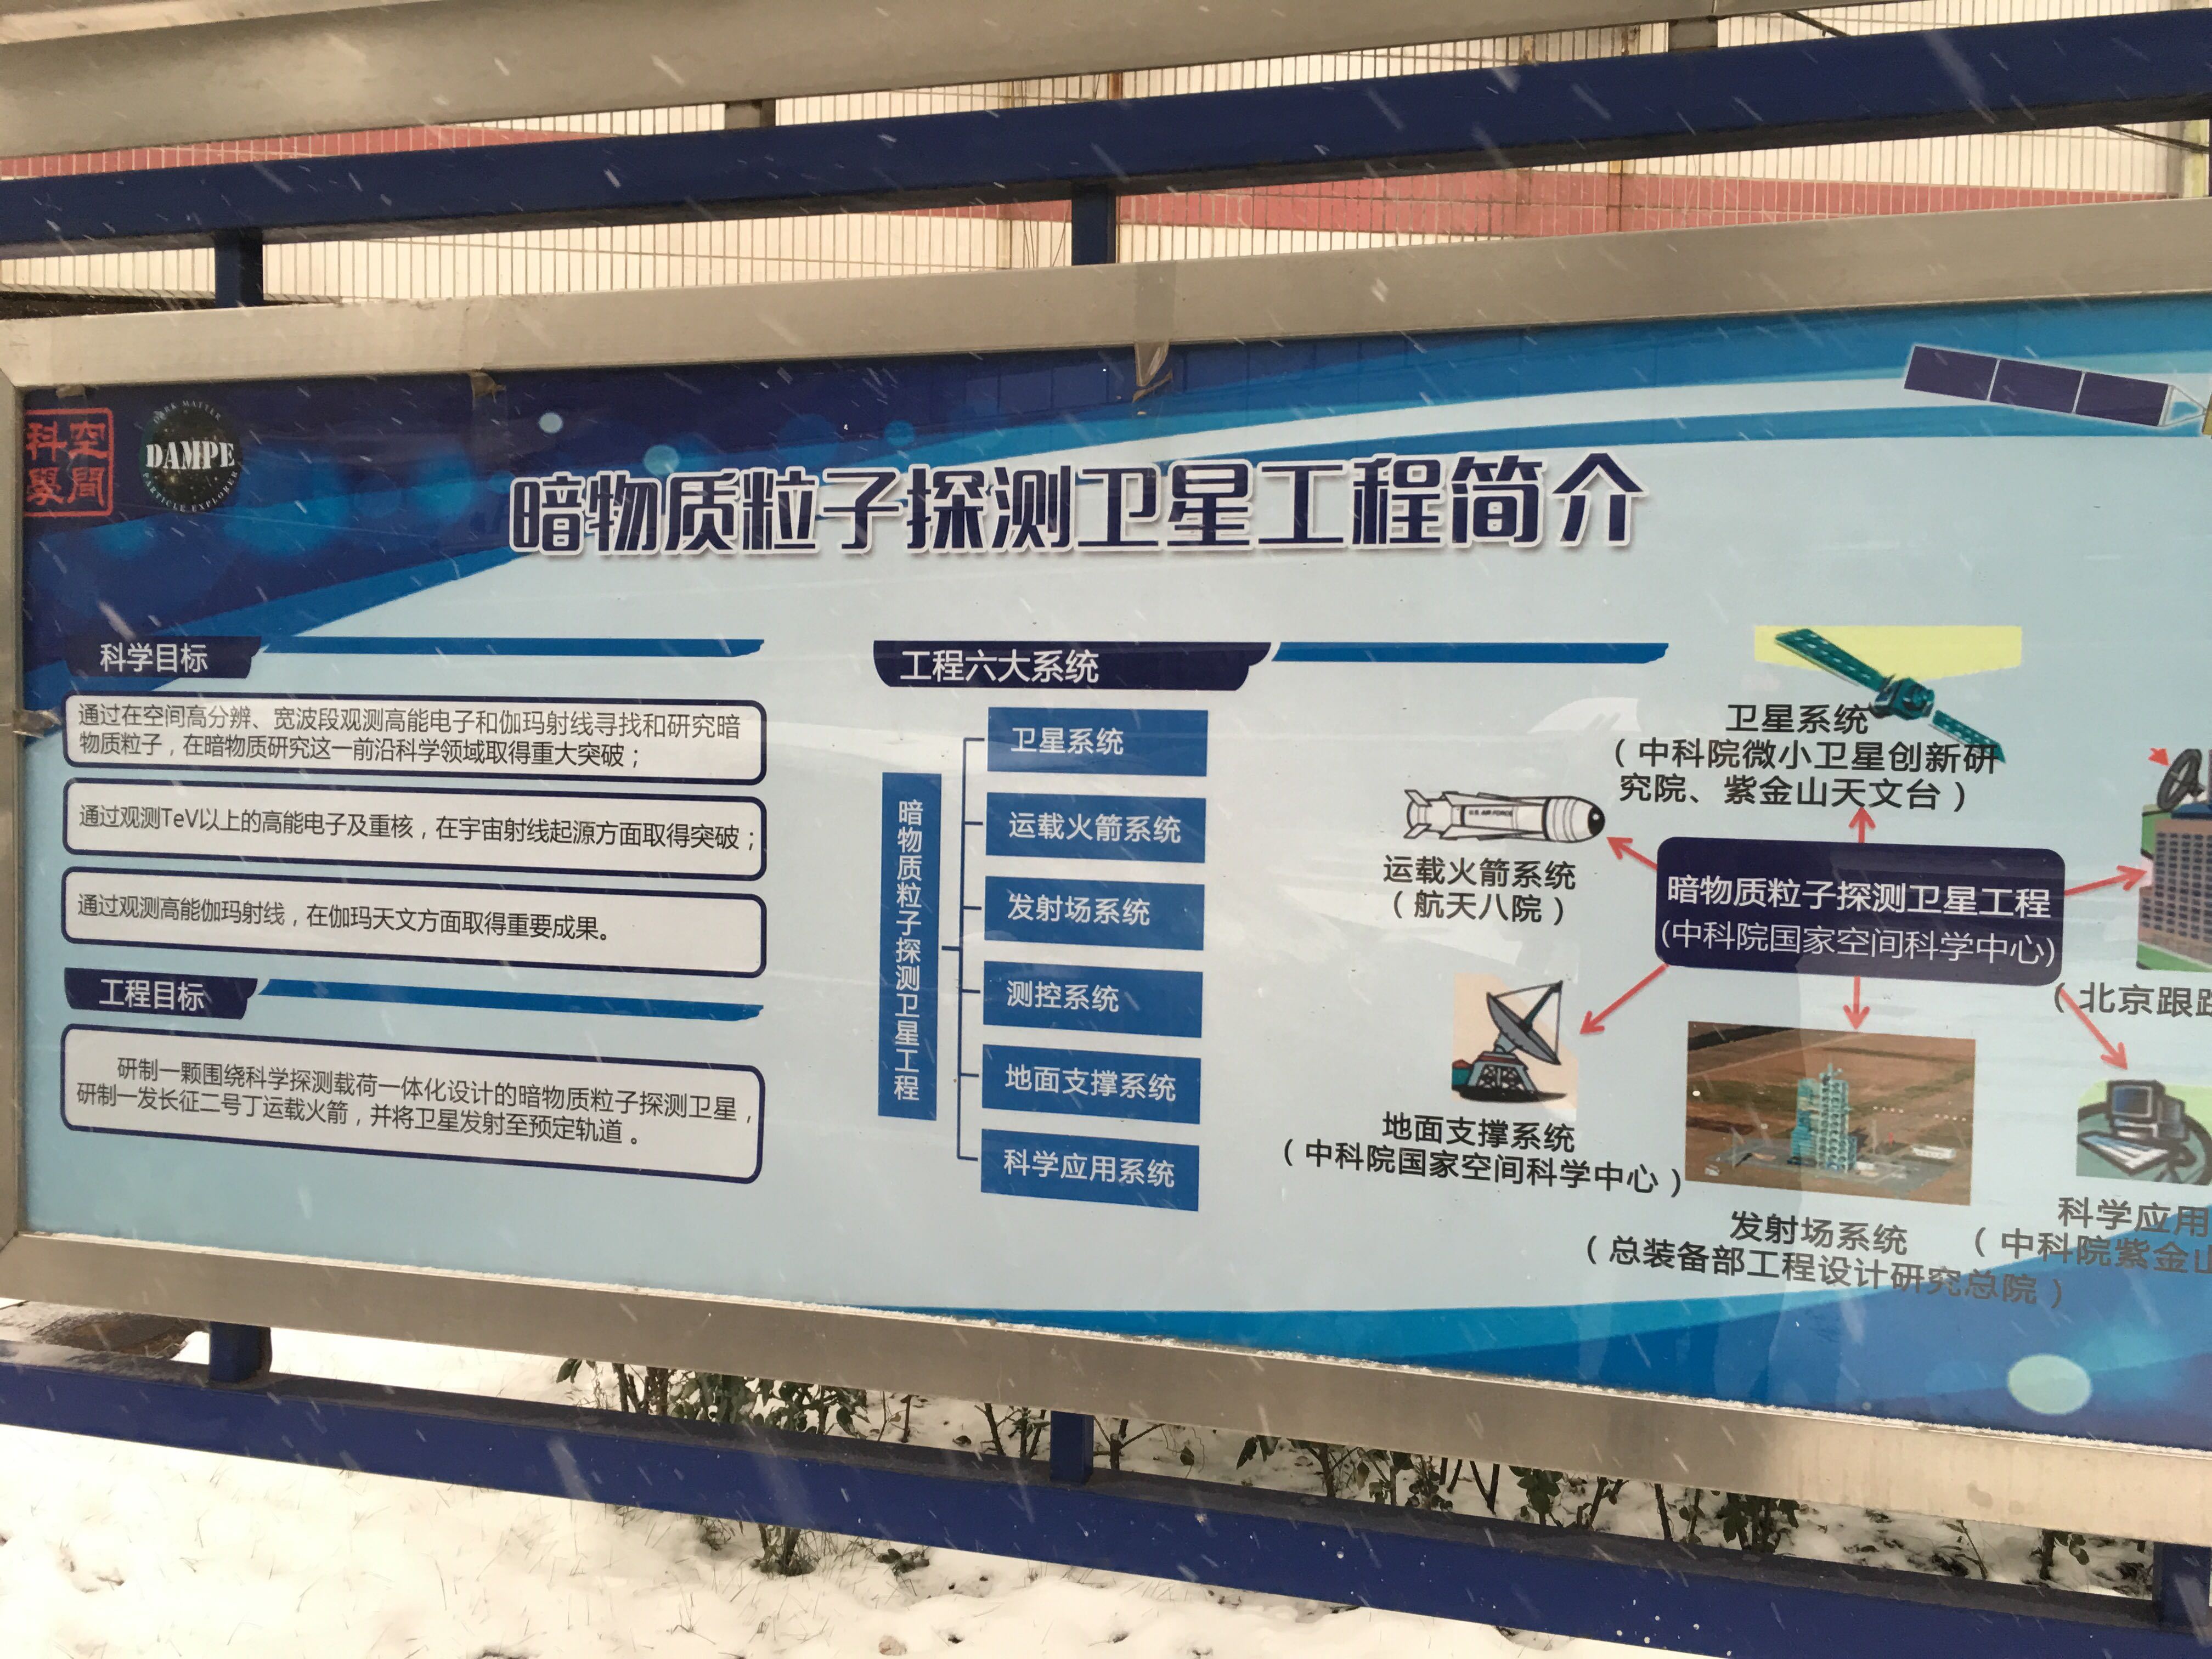 空間
科學
DARK MATTER
DAMPE
PARTICLE EXPLORER
暗物质粒子探测卫星工程简介
科学目标
通过在空间高分辨、宽波段观测高能电子和伽玛射线寻找和研究暗
物质粒子，在暗物质研究这一前沿科学领域取得重大突破；
通过观测TeV以上的高能电子及重核，在宇宙射线起源方面取得突破；
通过观测高能伽玛射线，在伽玛天文方面取得重要成果。
工程目标
研制一颗围绕科学探测载荷一体化设计的暗物质粒子探测卫星，
研制一发长征二号丁运载火箭，并将卫星发射至预定轨道。
工程六大系统
暗物质粒子探测卫星工程
卫星系统
运载火箭系统
发射场系统
测控系统
地面支撑系统
科学应用系统
卫星系统
（中科院微小卫星创新研
究院、紫金山天文台）
U.S. AIR FORCE
运载火箭系统
（航天八院）
暗物质粒子探测卫星工程
(中科院国家空间科学中心)
（北京跟踪
地面支撑系统
（中科院国家空间科学中心）
发射场系统
（总装备部工程设计研究总院）
科学应用
（中科院紫金山